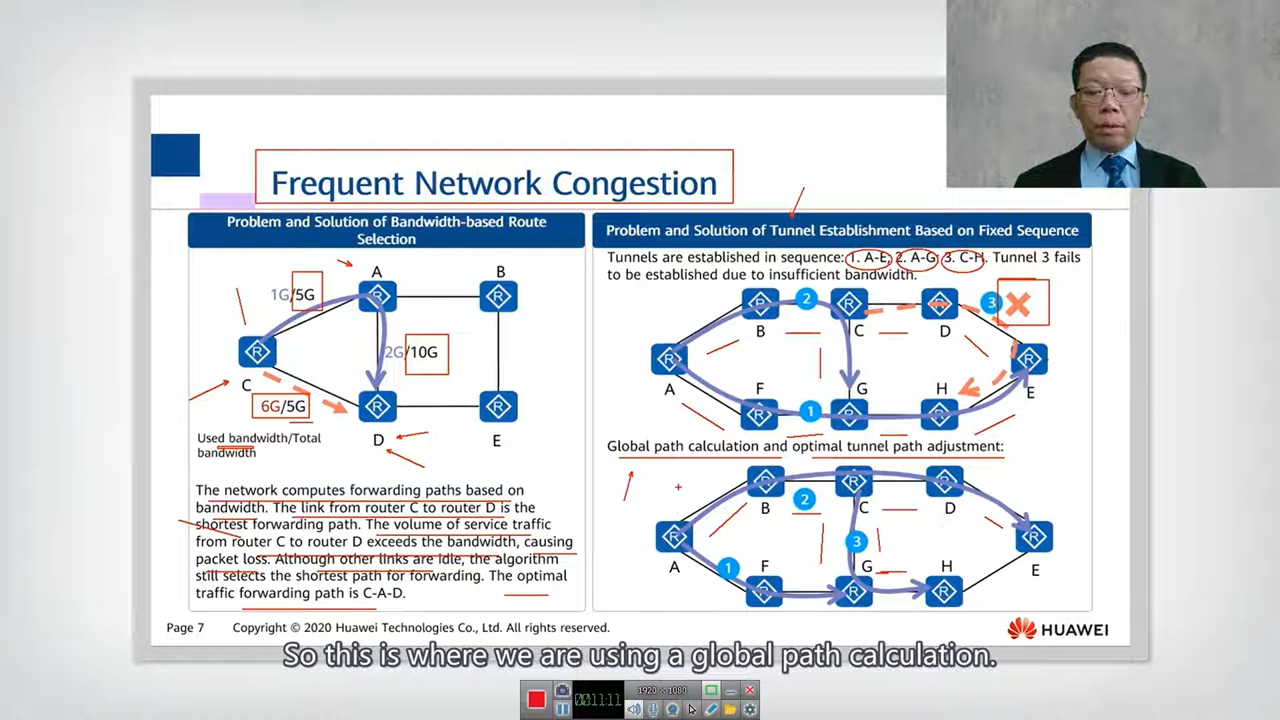 Frequent Network Congestion
Problem and Solution of Bandwidth-based Route
Selection
A
B
1G/5G
2G/10G
C
6G/5G
Used bandwidth/Total
bandwidth
D
E
The network computes forwarding paths based on
bandwidth. The link from router C to router D is the
shortest forwarding path. The volume of service traffic
from router C to router D exceeds the bandwidth, causing
packet loss. Although other links are idle, the algorithm
still selects the shortest path for forwarding. The optimal
traffic forwarding path is C-A-D.
Problem and Solution of Tunnel Establishment Based on Fixed Sequence
Tunnels are established in sequence: 1. A-E, 2. A-G, 3. C-H. Tunnel 3 fails
to be established due to insufficient bandwidth.
2
3
B
C
D
A
F
G
H
E
1
Global path calculation and optimal tunnel path adjustment:
2
B
C
D
3
A
1
F
G
H
E
Page 7 Copyright © 2020 Huawei Technologies Co., Ltd. All rights reserved.
HUAWEI
So this is where we are using a global path calculation.
1920 × 1080